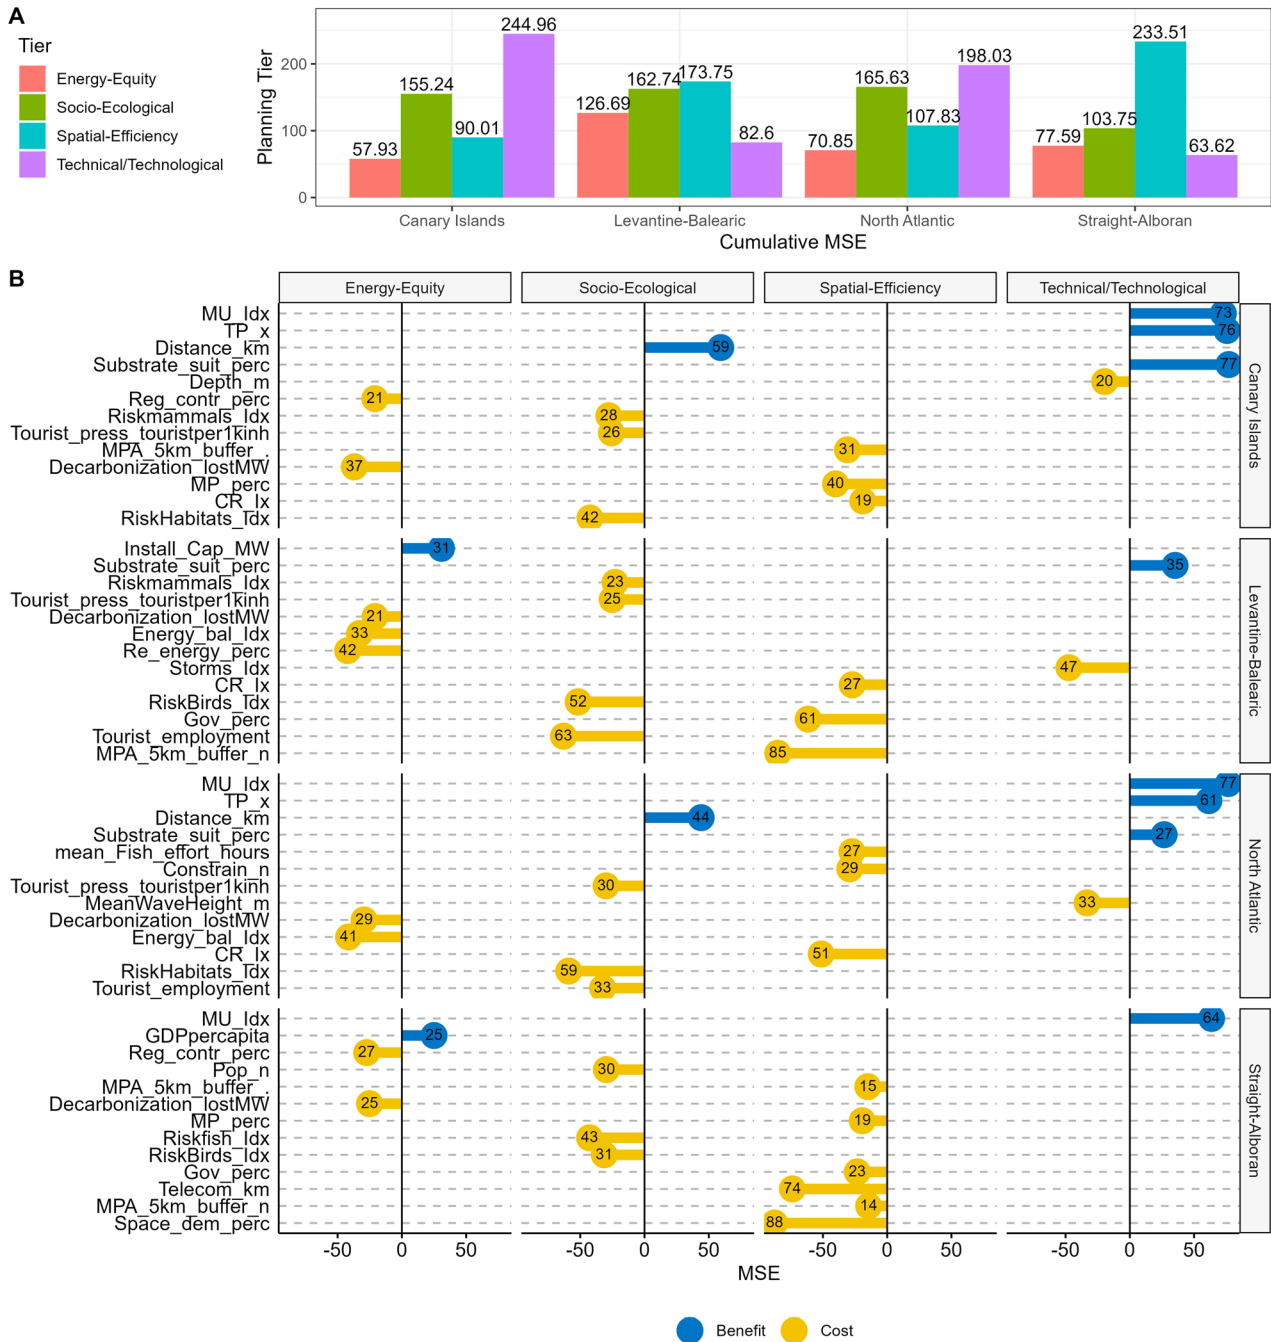 A
Tier
Energy-Equity
Socio-Ecological
Spatial-Efficiency
Technical/Technological
Planning Tier
200
100
0
57.93
155.24
90.01
244.96
126.69
162.74
173.75
82.6
70.85
165.63
107.83
198.03
77.59
103.75
233.51
63.62
Canary Islands
Levantine-Balearic
North Atlantic
Straight-Alboran
Cumulative MSE
B
Energy-Equity
Socio-Ecological
Spatial-Efficiency
Technical/Technological
MU_Idx 73
TP_x 76
Distance_km 59
Substrate_suit_perc 77
Depth_m 20
Reg_contr_perc 21
Riskmammals_Idx 28
Tourist_press_touristper1kinh 26
MPA_5km_buffer_. 31
Decarbonization_lostMW 37
MP_perc 40
CR_Ix 19
RiskHabitats_Idx 42
Canary Islands
Install_Cap_MW 31
Substrate_suit_perc 35
Riskmammals_Idx 23
Tourist_press_touristper1kinh 25
Decarbonization_lostMW 21
Energy_bal_Idx 33
Re_energy_perc 42
Storms_Idx 47
CR_Ix 27
RiskBirds_Idx 52
Gov_perc 61
Tourist_employment 63
MPA_5km_buffer_n 85
Levantine-Balearic
MU_Idx 77
TP_x 61
Distance_km 44
Substrate_suit_perc 27
mean_Fish_effort_hours 27
Constrain_n 29
Tourist_press_touristper1kinh 30
MeanWaveHeight_m 33
Decarbonization_lostMW 29
Energy_bal_Idx 41
CR_Ix 51
RiskHabitats_Idx 59
Tourist_employment 33
North Atlantic
MU_Idx 64
GDPpercapita 25
Reg_contr_perc 27
Pop_n 30
MPA_5km_buffer_. 15
Decarbonization_lostMW 25
MP_perc 19
Riskfish_Idx 43
RiskBirds_Idx 31
Gov_perc 23
Telecom_km 74
MPA_5km_buffer_n 14
Space_dem_perc 88
Straight-Alboran
-50 0 50 -50 0 50 -50 0 50 -50 0 50
MSE
Benefit Cost